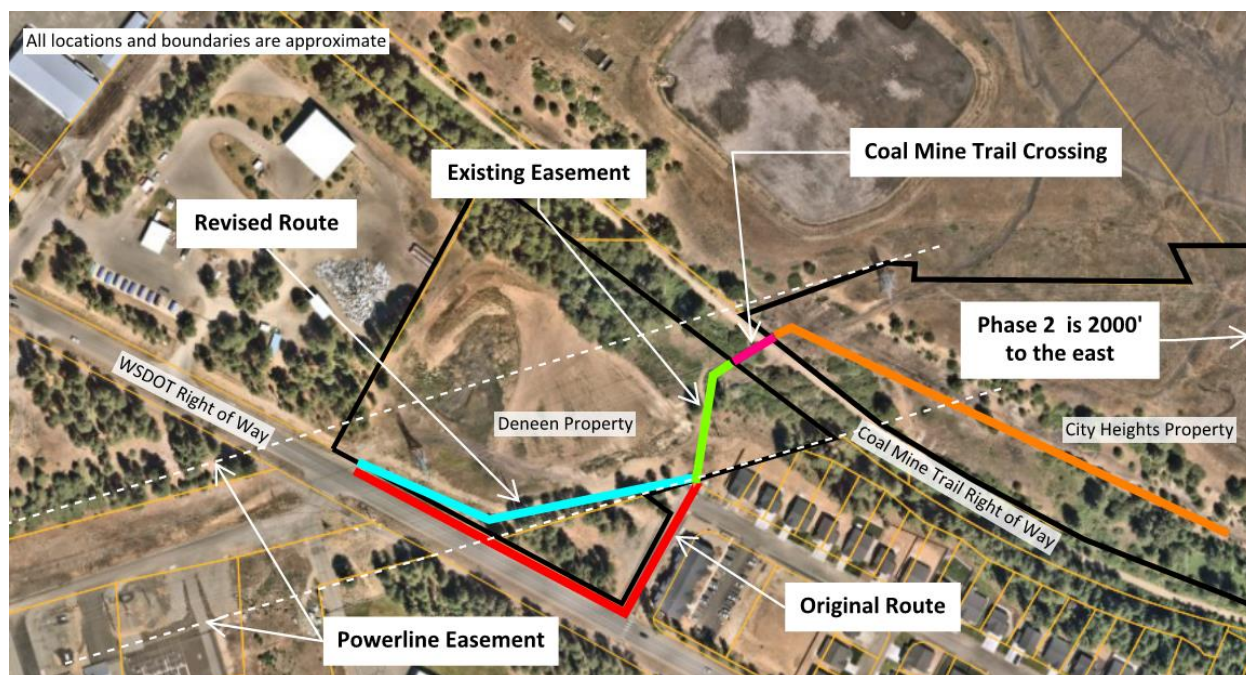 All locations and boundaries are approximate
Coal Mine Trail Crossing
Existing Easement
Revised Route
Phase 2 is 2000'
to the east
WSDOT Right of Way
Deneen Property
City Heights Property
Coal Mine Trail Right of Way
Original Route
Powerline Easement